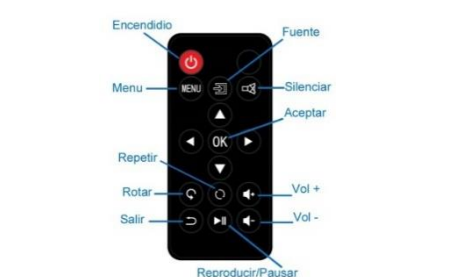 Encendidio
Fuente
Menu
MENU
Silenciar
Aceptar
OK
Repetir
Rotar
Vol +
Salir
Vol -
Reproducir/Pausar